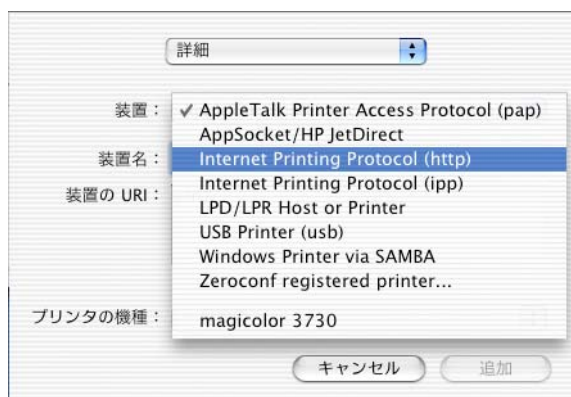 詳細
装置：
✓ AppleTalk Printer Access Protocol (pap)
AppSocket/HP JetDirect
装置名：
Internet Printing Protocol (http)
装置の URI：
Internet Printing Protocol (ipp)
LPD/LPR Host or Printer
USB Printer (usb)
Windows Printer via SAMBA
Zeroconf registered printer...
プリンタの機種：
magicolor 3730
キャンセル
追加